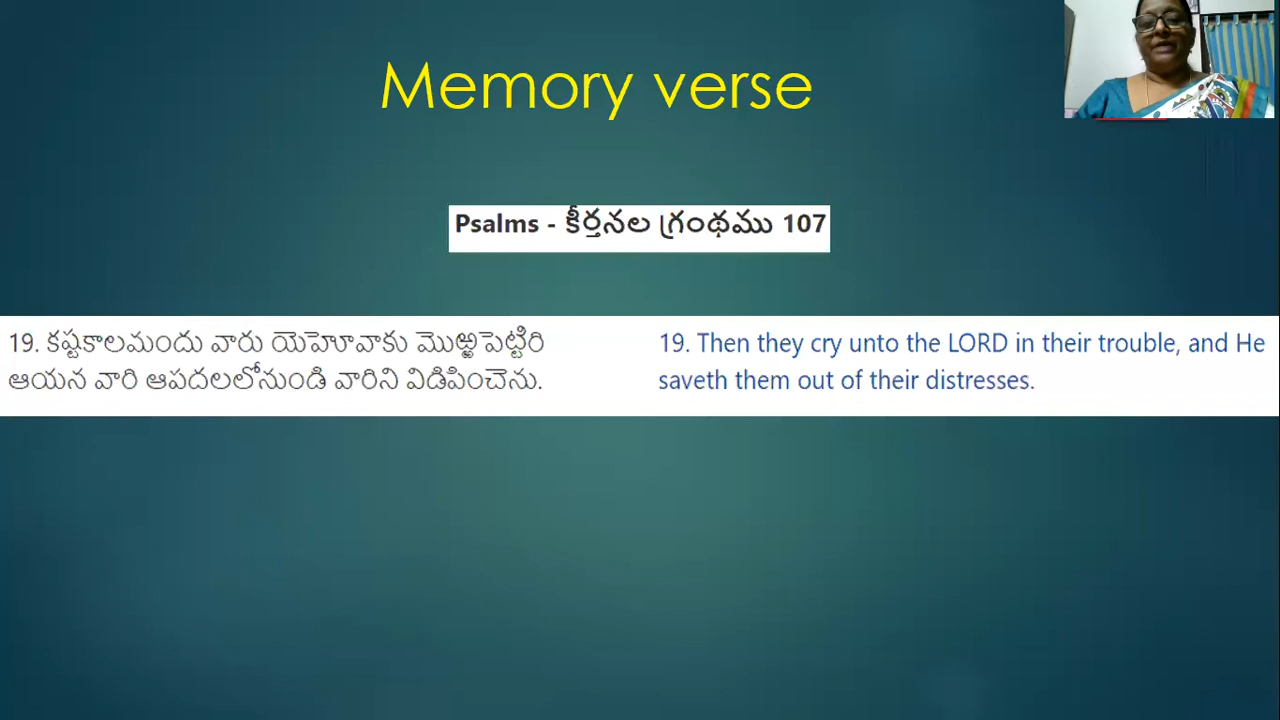 Memory verse
Psalms - కీర్తనల గ్రంథము 107
19. కష్టకాలమందు వారు యెహోవాకు మొఱ్ఱపెట్టిరి
ఆయన వారి ఆపదలలోనుండి వారిని విడిపించెను.
19. Then they cry unto the LORD in their trouble, and He
saveth them out of their distresses.